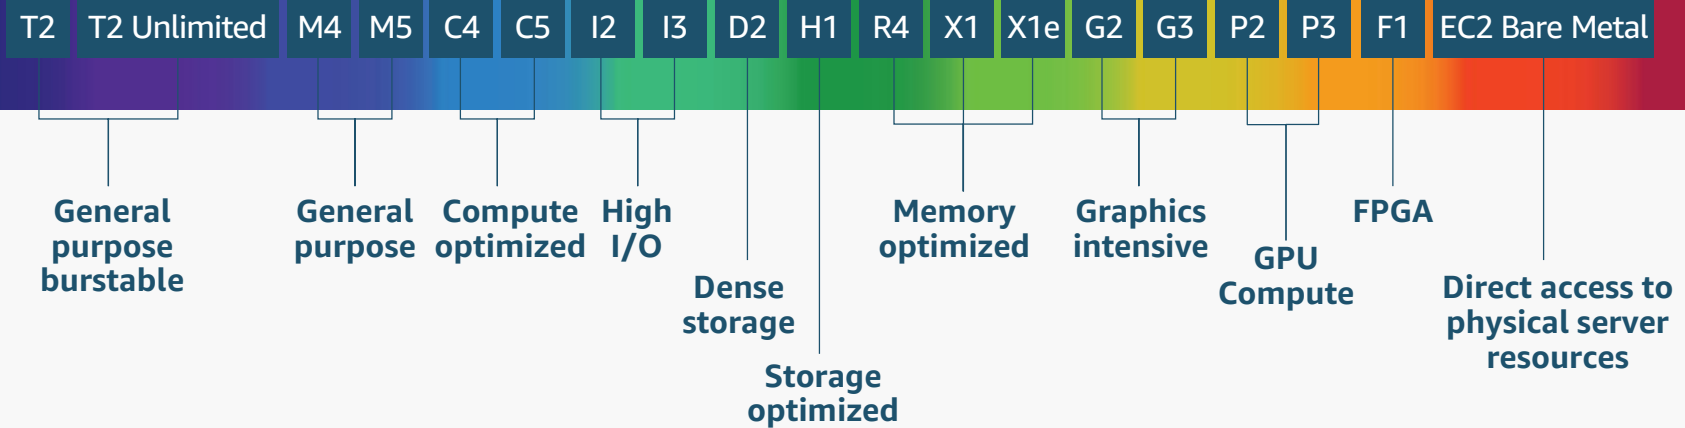 T2 T2 Unlimited M4 M5 C4 C5 I2 I3 D2 H1 R4 X1 X1e G2 G3 P2 P3 F1 EC2 Bare Metal
General
purpose
burstable
General
purpose
Compute
optimized
High
I/O
Dense
storage
Storage
optimized
Memory
optimized
Graphics
intensive
GPU
Compute
FPGA
Direct access to
physical server
resources